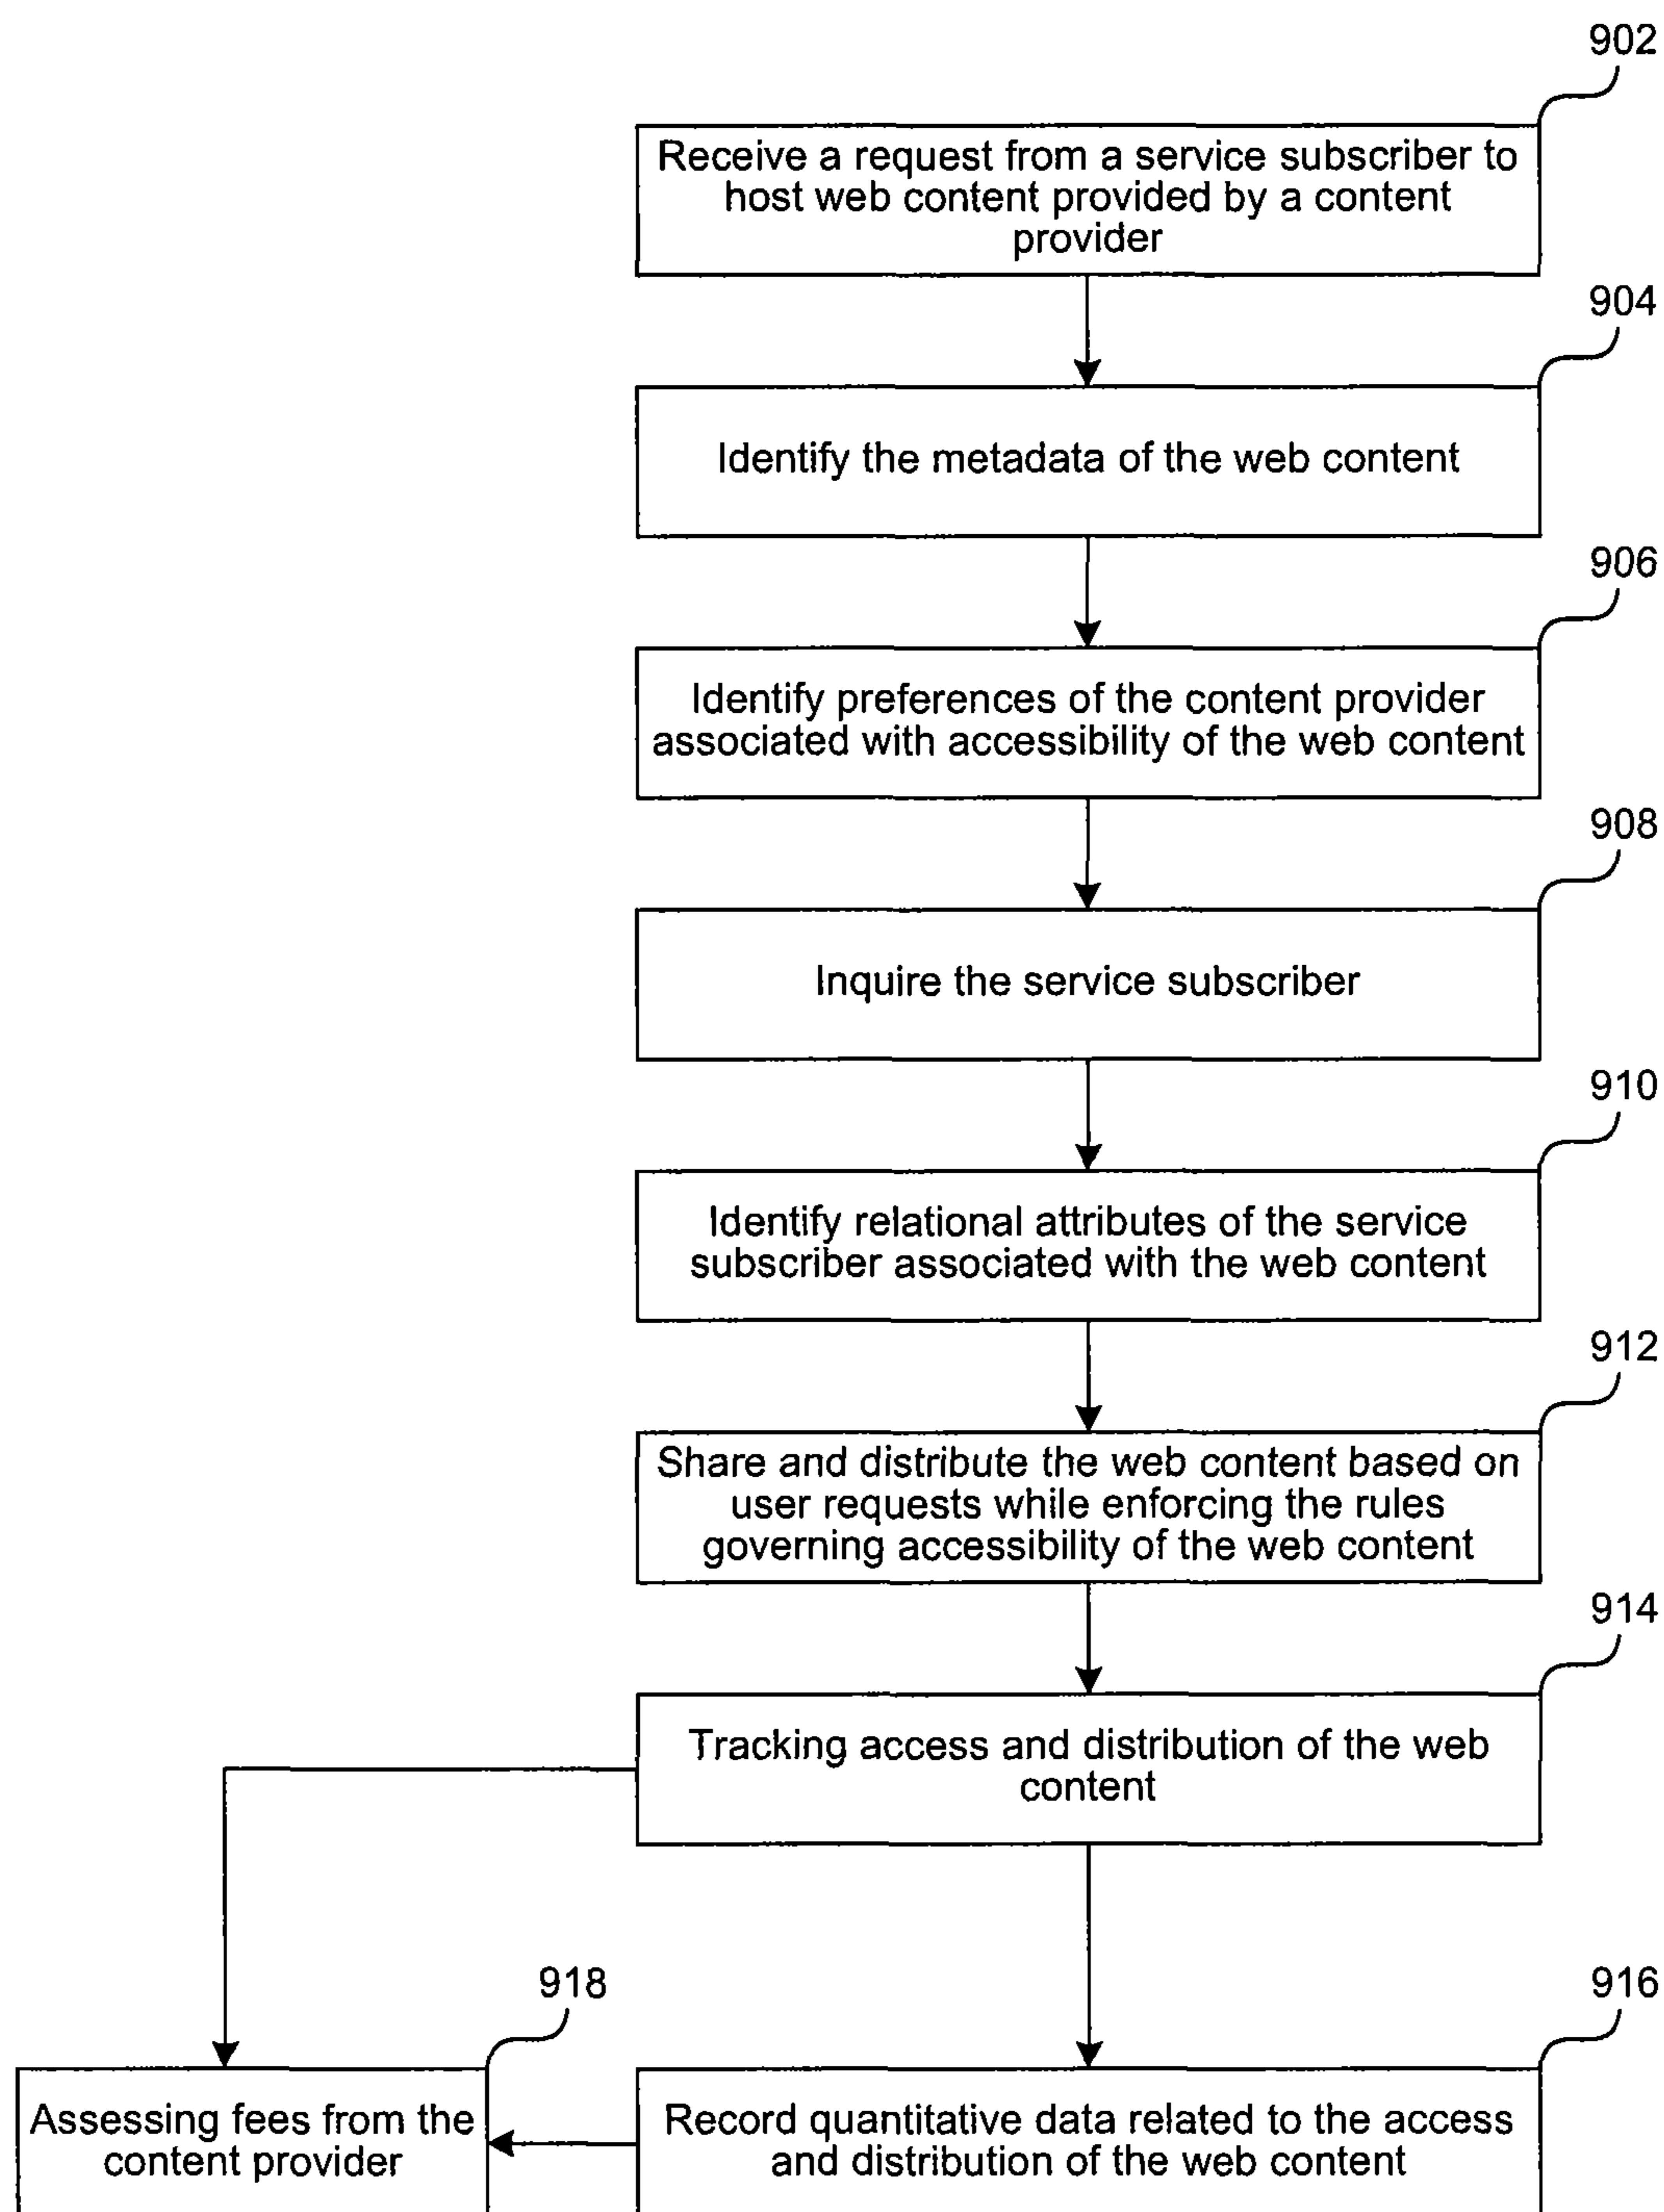 902
Receive a request from a service subscriber to
host web content provided by a content
provider
904
Identify the metadata of the web content
906
Identify preferences of the content provider
associated with accessibility of the web content
908
Inquire the service subscriber
910
Identify relational attributes of the service
subscriber associated with the web content
912
Share and distribute the web content based on
user requests while enforcing the rules
governing accessibility of the web content
914
Tracking access and distribution of the web
content
918
Assessing fees from the
content provider
916
Record quantitative data related to the access
and distribution of the web content